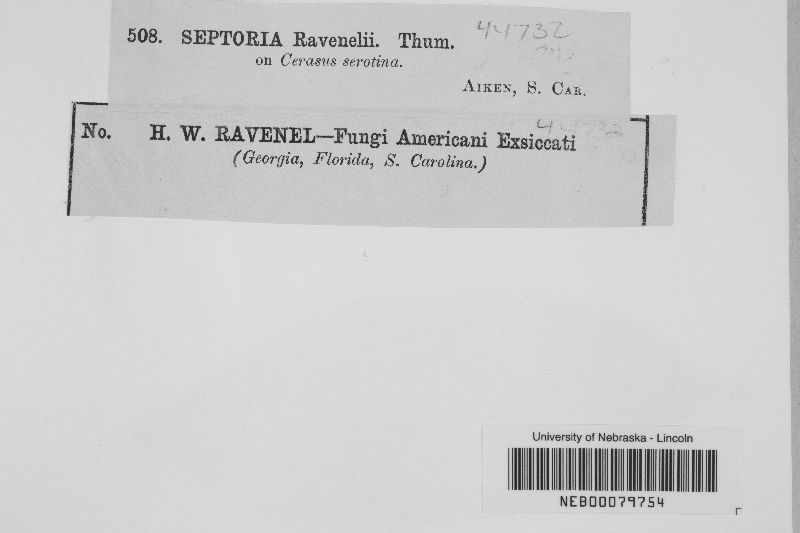 44732
508. SEPTORIA Ravenelii. Thum.
on Cerasus serotina.
AIKEN, S. CAR.
No. H. W. RAVENEL—Fungi Americani Exsiccati
(Georgia, Florida, S. Carolina.)
University of Nebraska - Lincoln
NEB00079754